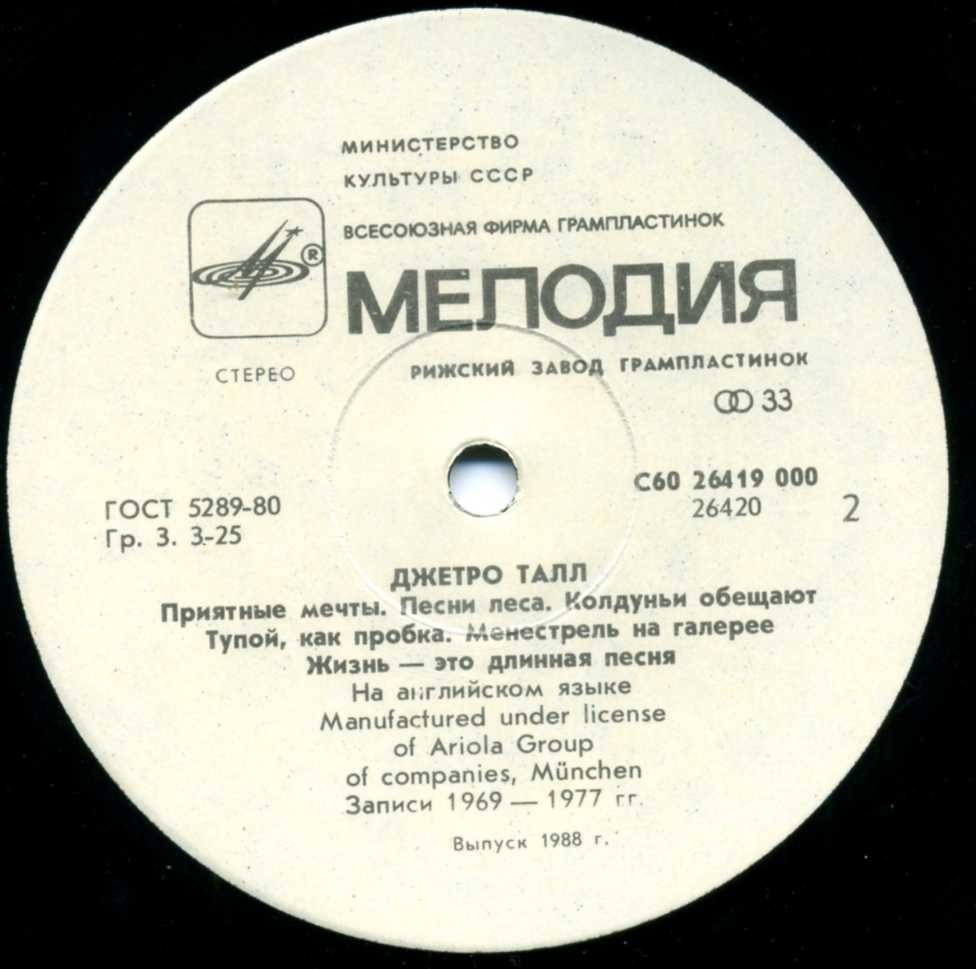 МИНИСТЕРСТВО
КУЛЬТУРЫ СССР
ВСЕСОЮЗНАЯ ФИРМА ГРАМПЛАСТИНОК
®
МЕЛОДИЯ
СТЕРЕО
РИЖСКИЙ ЗАВОД ГРАМПЛАСТИНОК
33
ГОСТ 5289-80
Гр. 3. 3-25
С60 26419 000
26420
2
ДЖЕТРО ТАЛЛ
Приятные мечты. Песни леса. Колдуньи обещают
Тупой, как пробка. Менестрель на галерее
Жизнь — это длинная песня
На английском языке
Manufactured under license
of Ariola Group
of companies, München
Записи 1969 — 1977 гг.
Выпуск 1988 г.